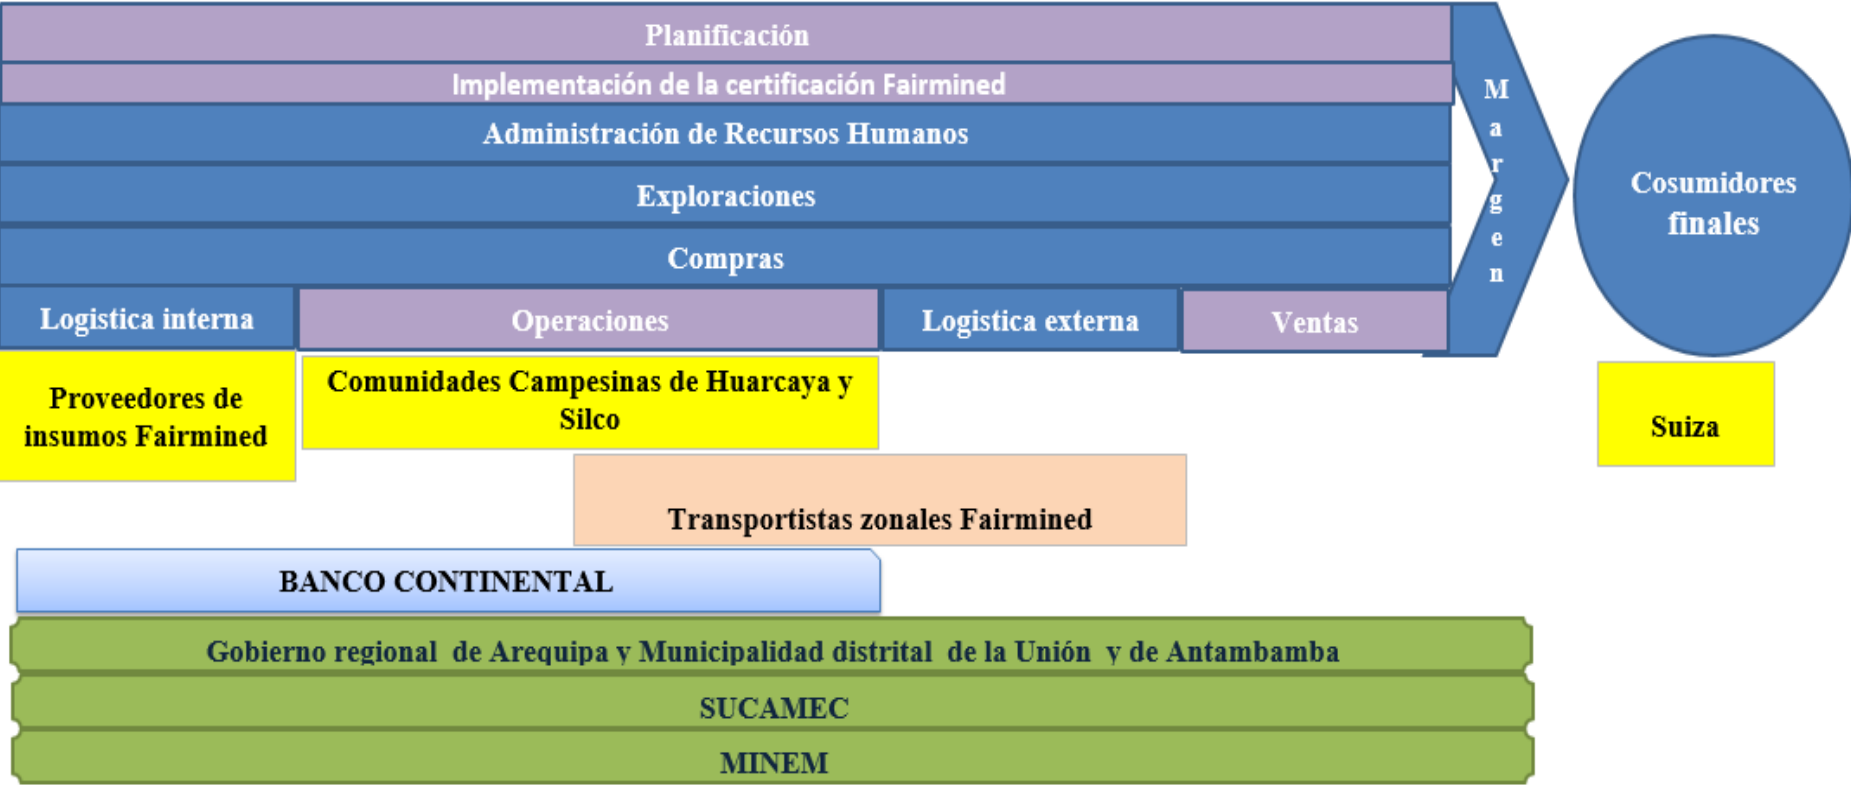 Planificación
Implementación de la certificación Fairmined
Administración de Recursos Humanos
Exploraciones
Compras
Margen
Cosumidores
finales
Logistica interna
Operaciones
Logistica externa
Ventas
Proveedores de
insumos Fairmined
Comunidades Campesinas de Huarcaya y
Silco
Suiza
Transportistas zonales Fairmined
BANCO CONTINENTAL
Gobierno regional de Arequipa y Municipalidad distrital de la Unión y de Antambamba
SUCAMEC
MINEM